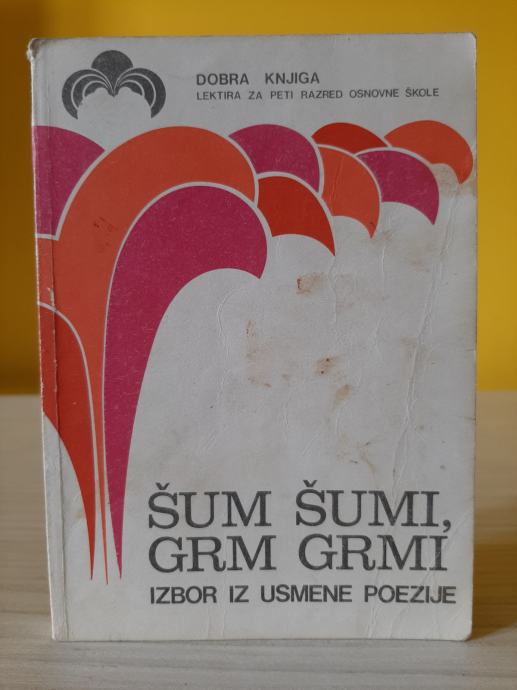 DOBRA KNJIGA
LEKTIRA ZA PETI RAZRED OSNOVNE ŠKOLE
ŠUM ŠUMI,
GRM GRMI
IZBOR IZ USMENE POEZIJE